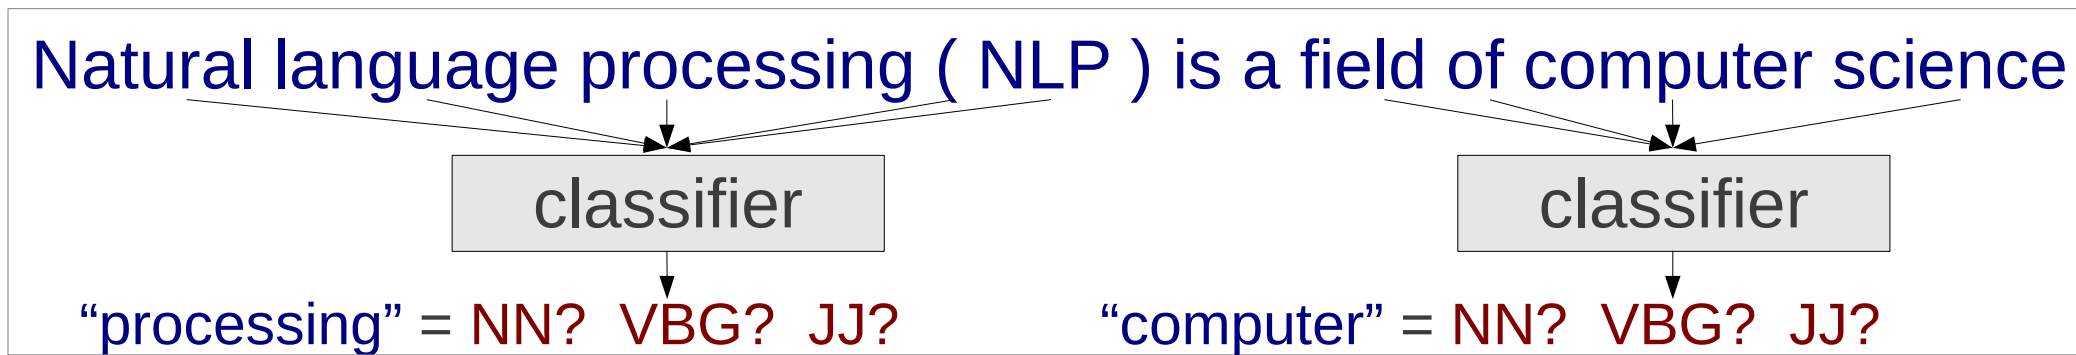 Natural language processing ( NLP ) is a field of computer science
classifier classifier
“processing” = NN? VBG? JJ? “computer” = NN? VBG? JJ?